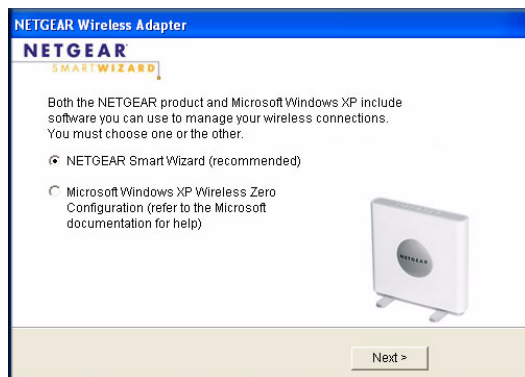 NETGEAR Wireless Adapter
NETGEAR
SMARTWIZARD
Both the NETGEAR product and Microsoft Windows XP include
software you can use to manage your wireless connections.
You must choose one or the other.
NETGEAR Smart Wizard (recommended)
Microsoft Windows XP Wireless Zero
Configuration (refer to the Microsoft
documentation for help)
NETGEAR
Next >